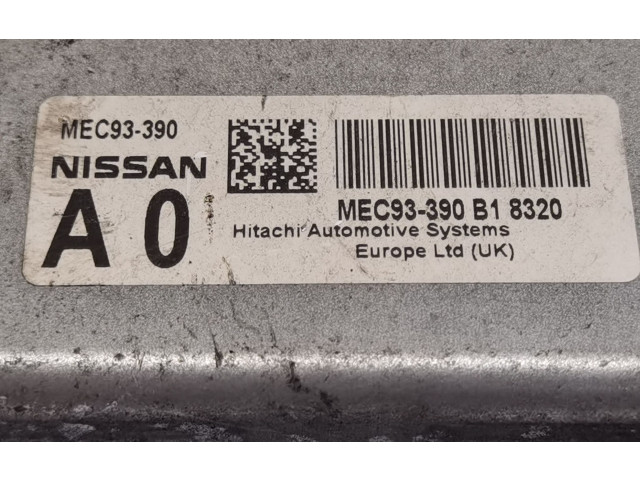 MEC93-390
NISSAN
A 0
MEC93-390 B1 8320
Hitachi Automotive Systems
Europe Ltd (UK)